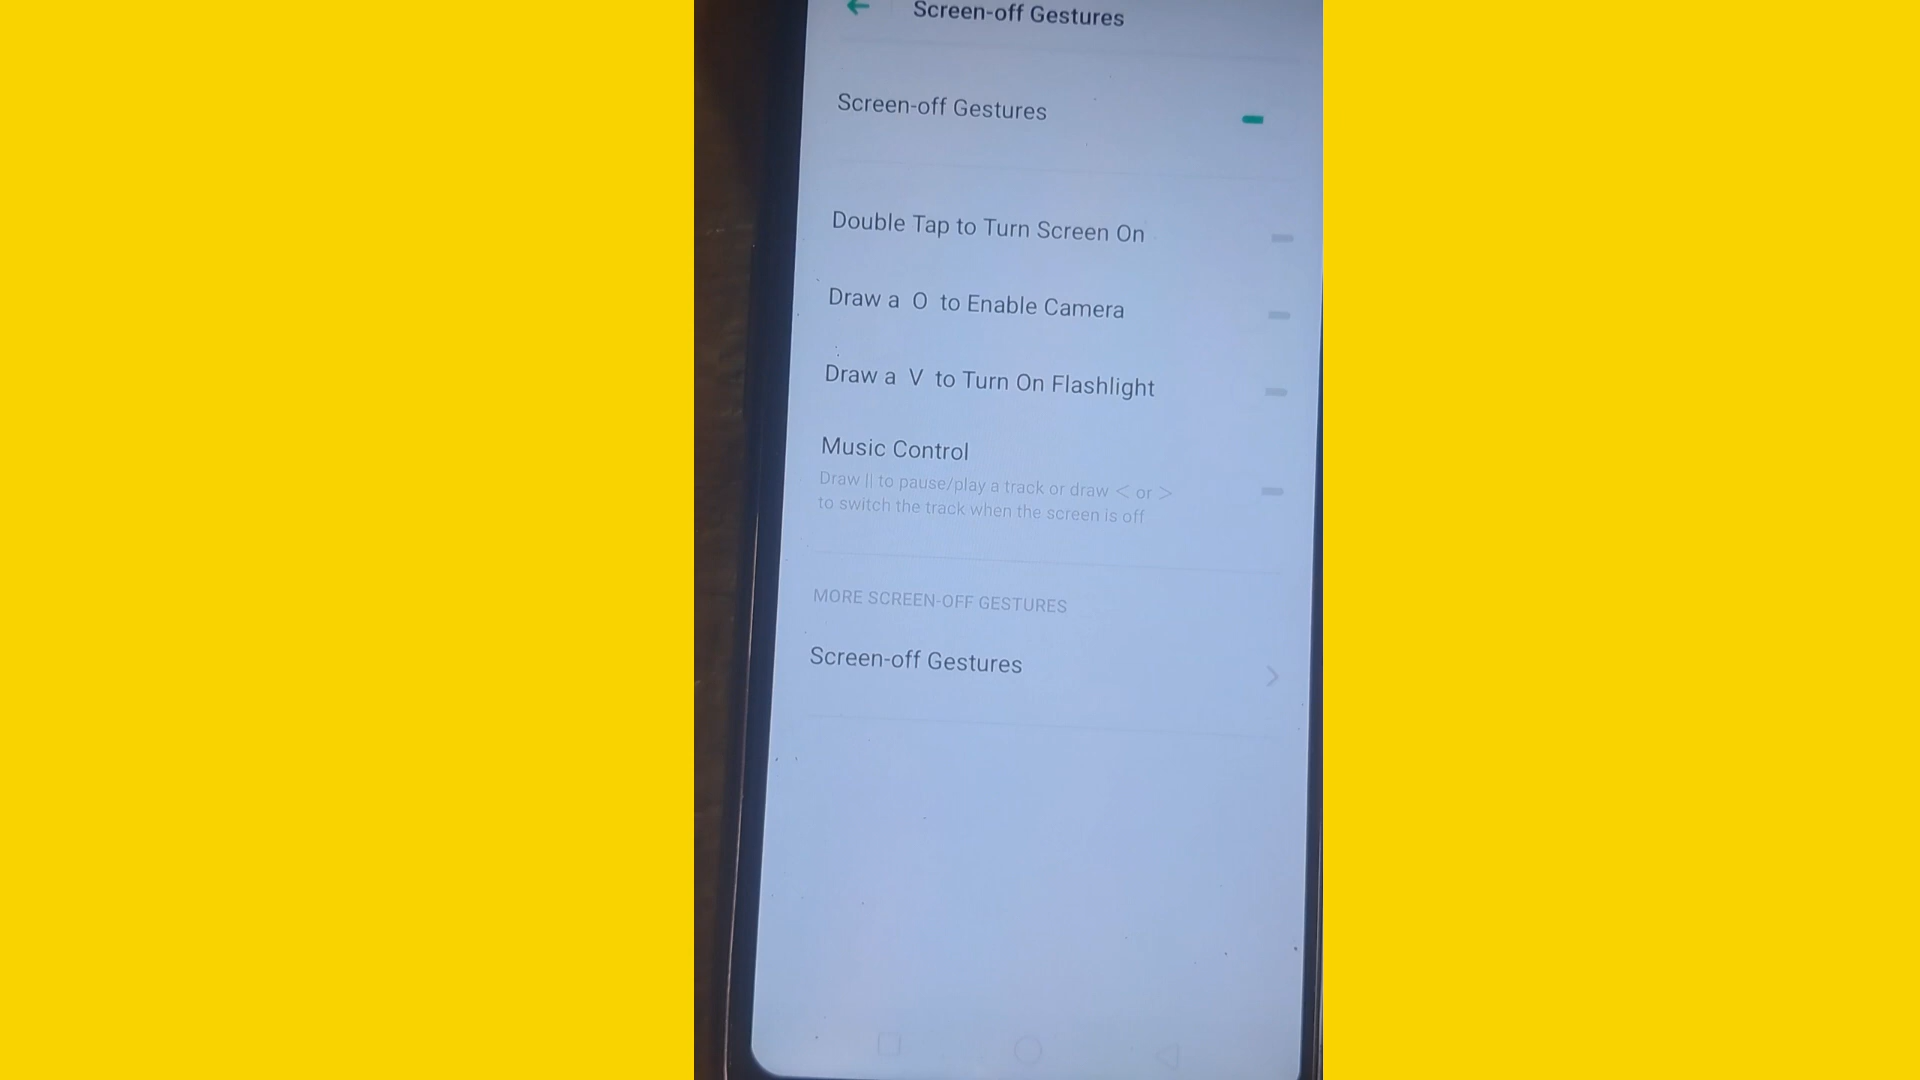 Screen-off Gestures
Screen-off Gestures
Double Tap to Turn Screen On
Draw a O to Enable Camera
Draw a V to Turn On Flashlight
Music Control
Draw || to pause/play a track or draw < or >
to switch the track when the screen is off
MORE SCREEN-OFF GESTURES
Screen-off Gestures